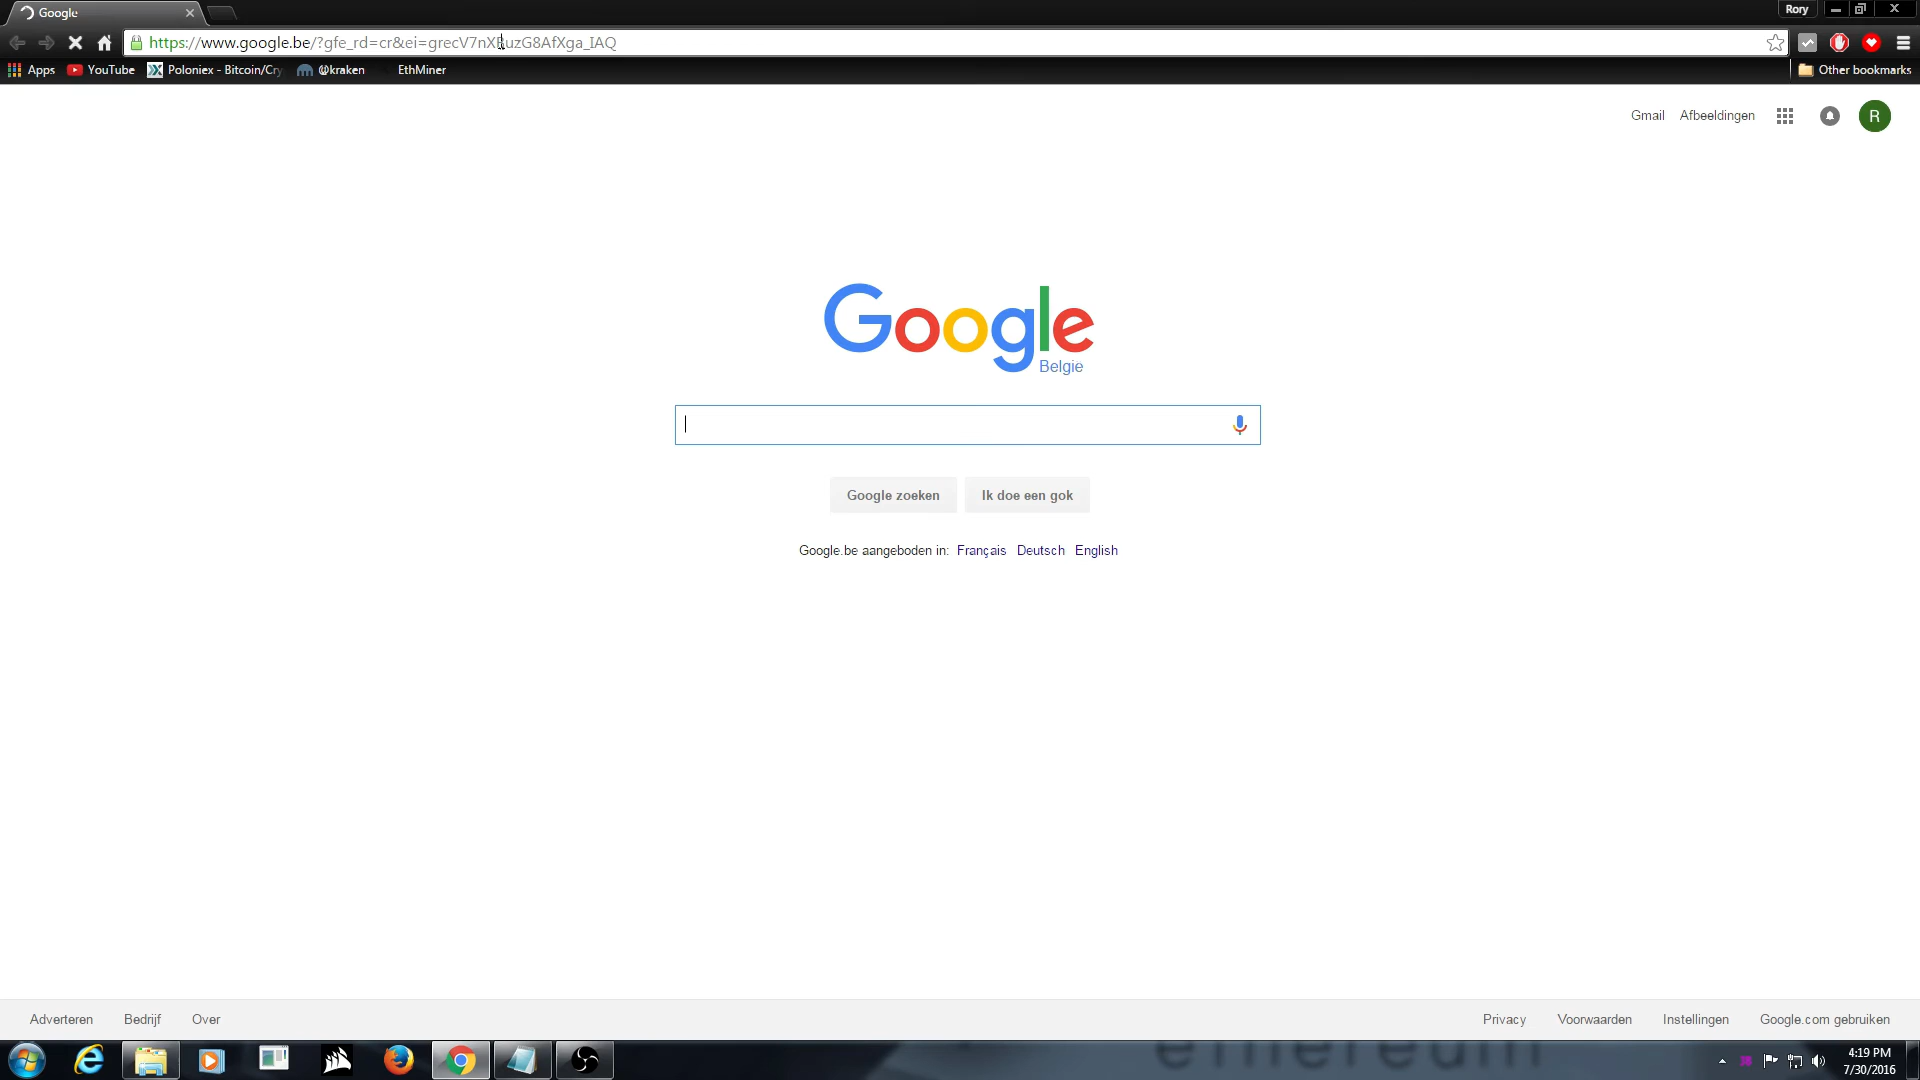 Google
Rory
https://www.google.be/?gfe_rd=cr&ei=grecV7nXEuzG8AfXga_IAQ
Apps YouTube Poloniex - Bitcoin/Cry @kraken EthMiner Other bookmarks
Gmail Afbeeldingen R
Google
Belgie
Google zoeken Ik doe een gok
Google.be aangeboden in: Français Deutsch English
Adverteren Bedrijf Over Privacy Voorwaarden Instellingen Google.com gebruiken
ethereum
4:19 PM
7/30/2016